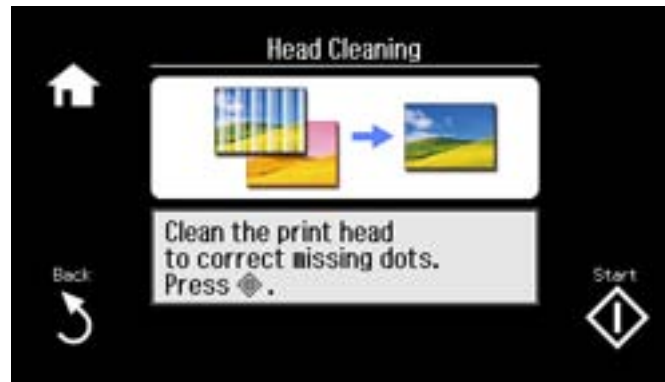 Head Cleaning
Clean the print head
to correct missing dots.
Press ⟐.
Back
Start